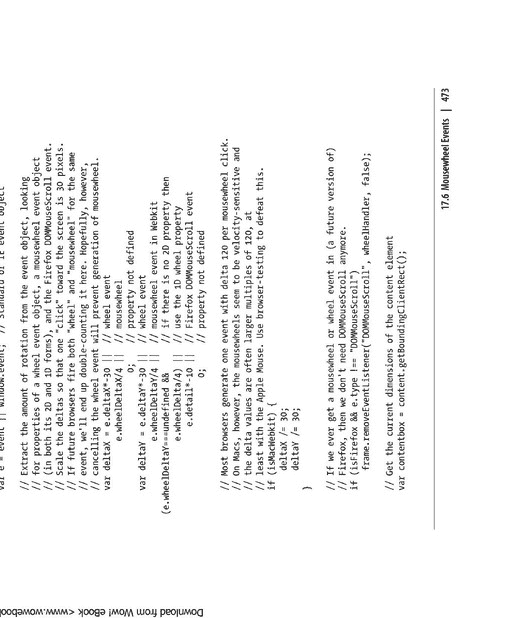 var e = event || window.event; // Standard or IE event object
// Extract the amount of rotation from the event object, looking
// for properties of a wheel event object, a mousewheel event object
// (in both its 2D and 1D forms), and the Firefox DOMMouseScroll event.
// Scale the deltas so that one "click" toward the screen is 30 pixels.
// If future browsers fire both "wheel" and "mousewheel" for the same
// event, we'll end up double-counting it here. Hopefully, however,
// cancelling the wheel event will prevent generation of mousewheel.
var deltaX = e.deltaX*-30 || // wheel event
e.wheelDeltaX/4 || // mousewheel
0; // property not defined
var deltaY = e.deltaY*-30 || // wheel event
e.wheelDeltaY/4 || // mousewheel event in Webkit
(e.wheelDeltaY===undefined && // if there is no 2D property then
e.wheelDelta/4) || // use the 1D wheel property
e.detail*-10 || // Firefox DOMMouseScroll event
0; // property not defined
// Most browsers generate one event with delta 120 per mousewheel click.
// On Macs, however, the mousewheels seem to be velocity-sensitive and
// the delta values are often larger multiples of 120, at
// least with the Apple Mouse. Use browser-testing to defeat this.
if (isMacWebkit) {
deltaX /= 30;
deltaY /= 30;
}
// If we ever get a mousewheel or wheel event in (a future version of)
// Firefox, then we don't need DOMMouseScroll anymore.
if (isFirefox && e.type !== "DOMMouseScroll")
frame.removeEventListener("DOMMouseScroll", wheelHandler, false);
// Get the current dimensions of the content element
var contentbox = content.getBoundingClientRect();
17.6 Mousewheel Events | 473
Download from Wow! eBook <www.wowebook.com>